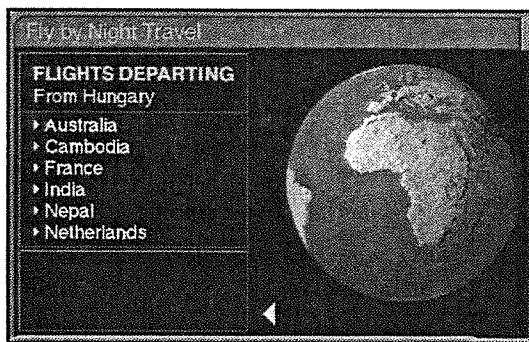 Fly by Night Travel
FLIGHTS DEPARTING
From Hungary
Australia
Cambodia
France
India
Nepal
Netherlands